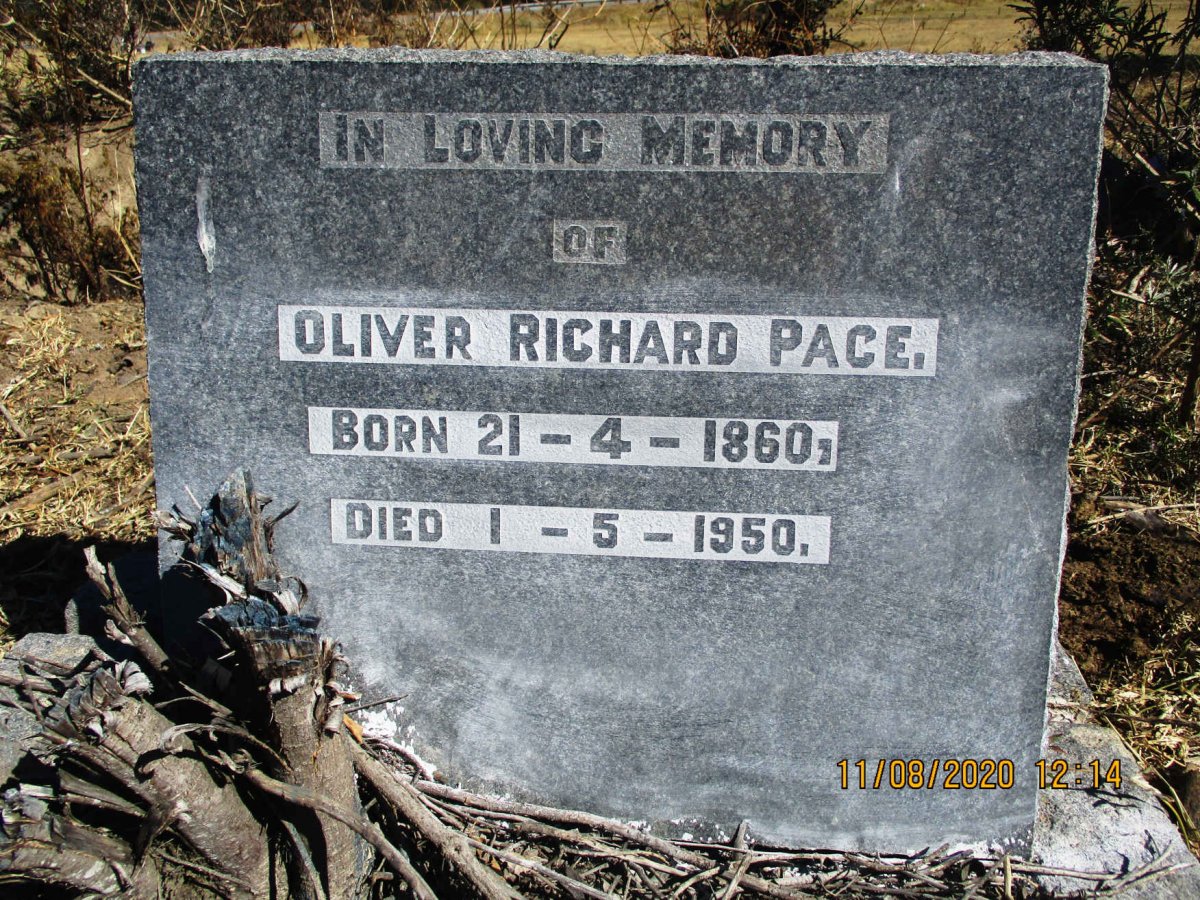 IN LOVING MEMORY
OF
OLIVER RICHARD PACE.
BORN 21 – 4 – 1860,
DIED 1 – 5 – 1950.
11/08/2020 12:14